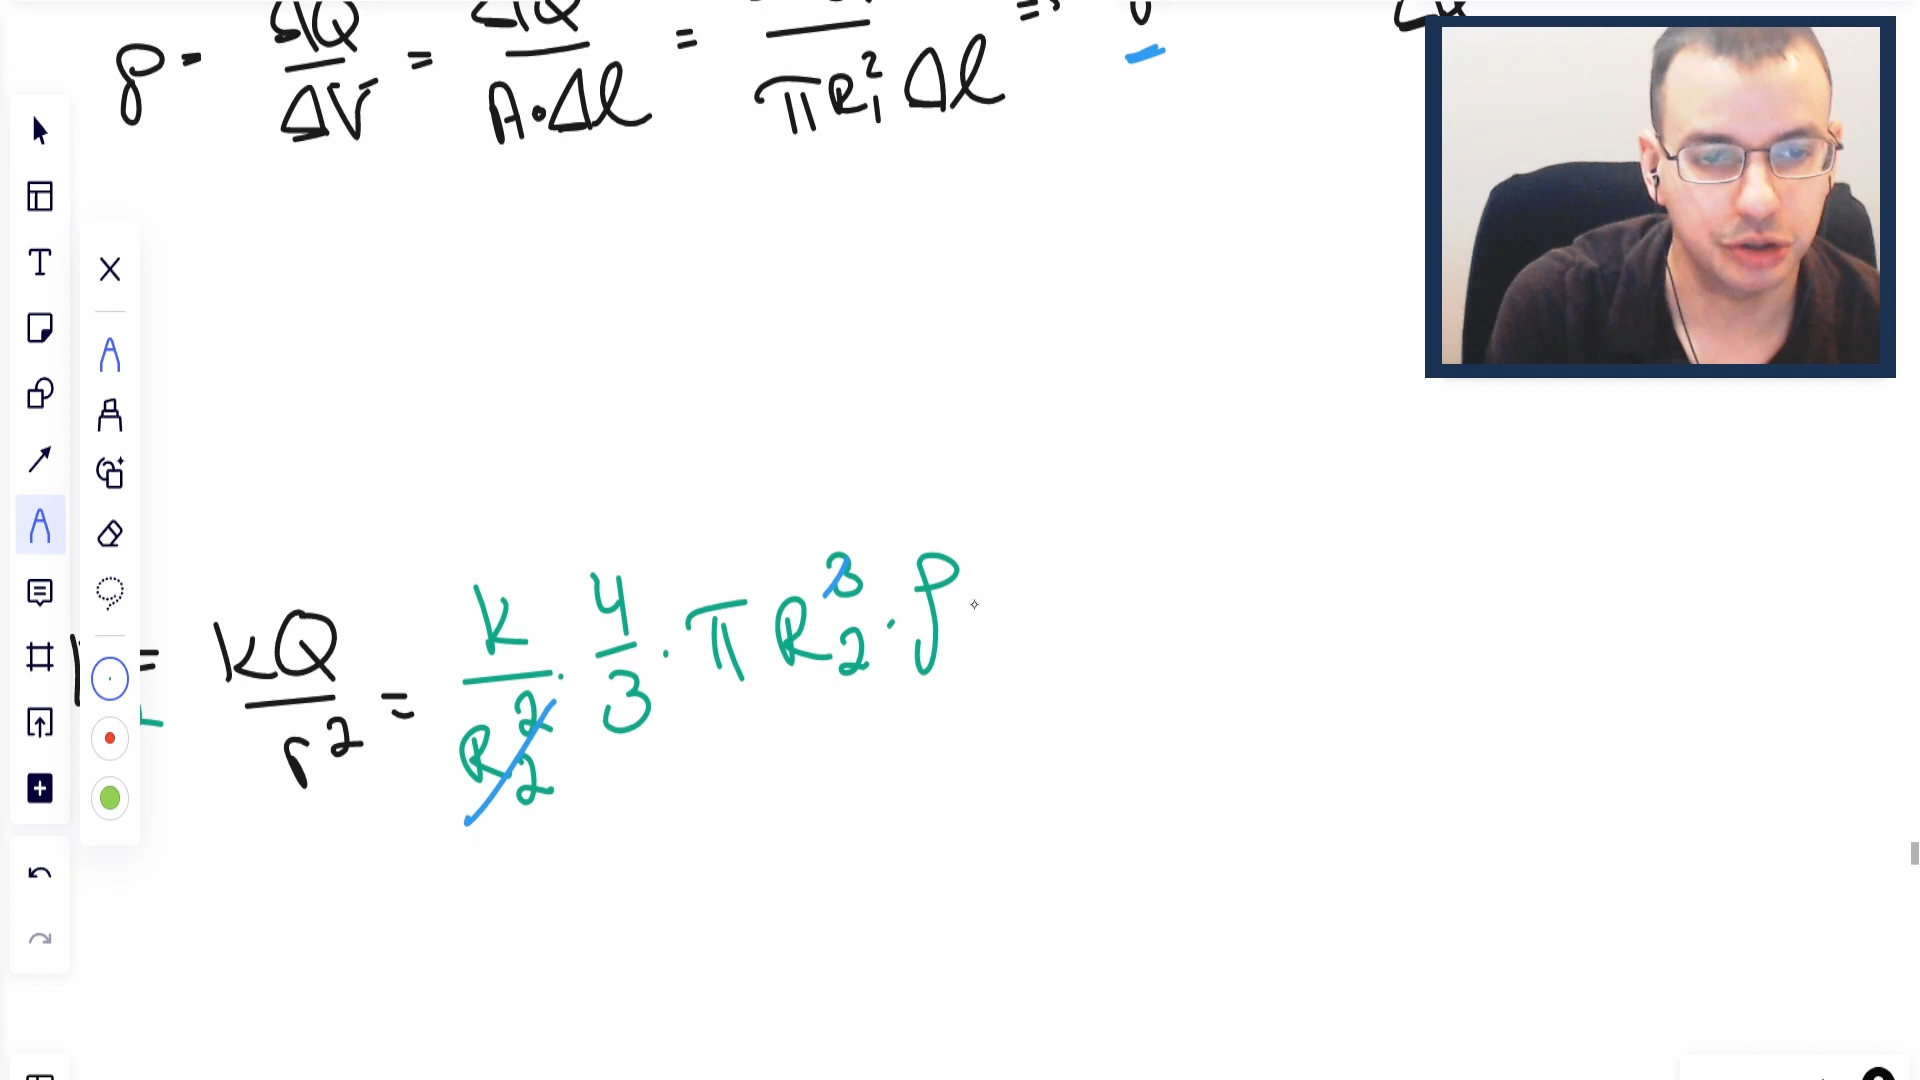 ρ = ΔQ/ΔV = ΔQ/(A·Δl) = /(πR₁²Δl) =
= kQ/r² = k/R₂² · 4/3 · πR₂³ · ρ
T